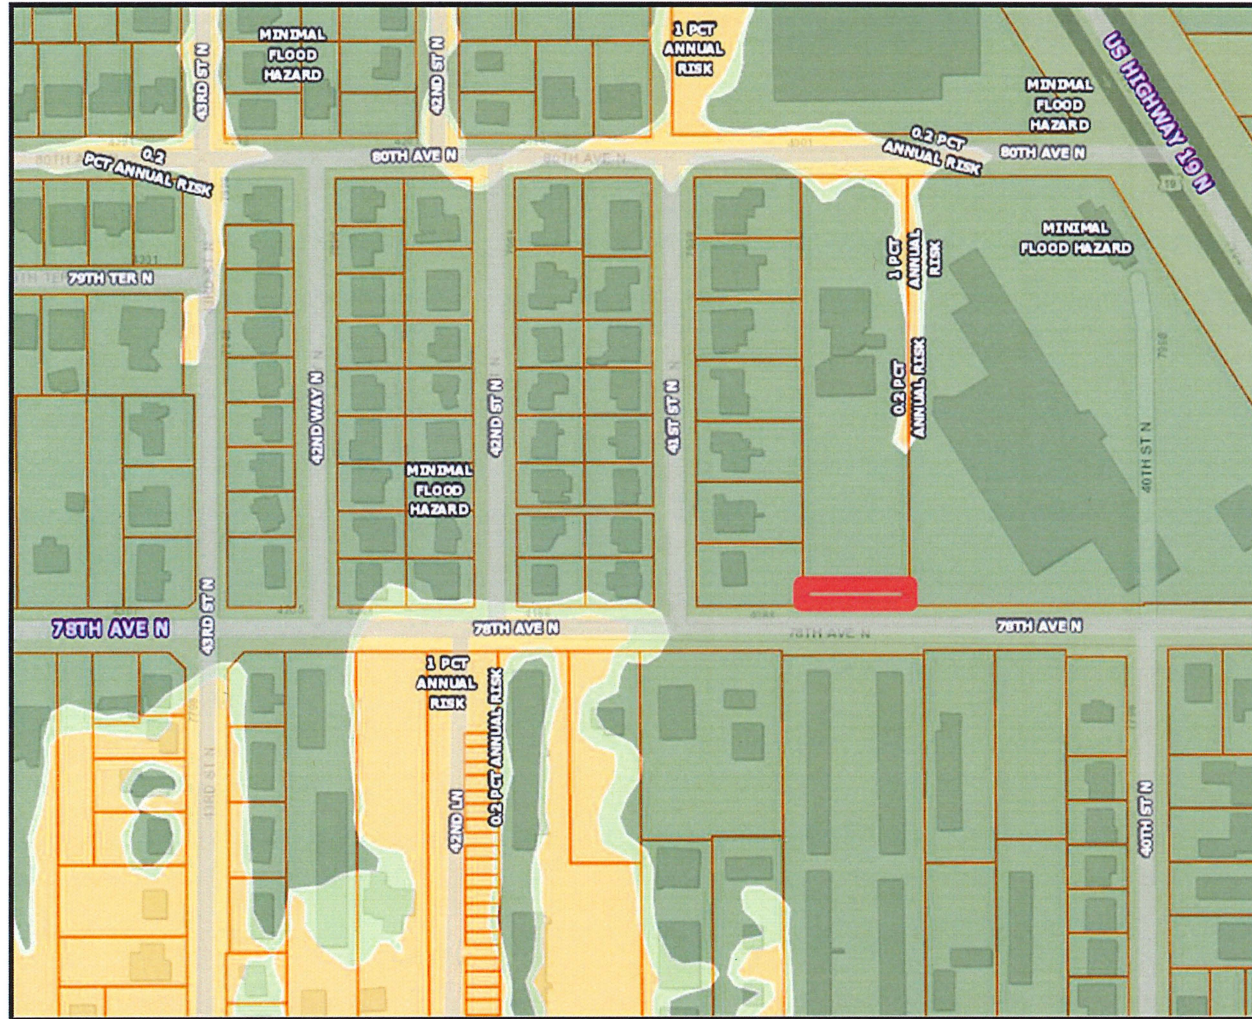 MINIMAL
FLOOD
HAZARD
43RD ST N
42ND ST N
1 PCT
ANNUAL
RISK
US HIGHWAY 19 N
MINIMAL
FLOOD
HAZARD
0.2
PCT ANNUAL RISK
80TH AVE N
80TH AVE N
4001
0.2 PCT
ANNUAL RISK
80TH AVE N
19
79TH TER N
1 PCT
ANNUAL
RISK
MINIMAL
FLOOD HAZARD
0.2 PCT
ANNUAL RISK
42ND WAY N
42ND ST N
41ST ST N
40TH ST N
MINIMAL
FLOOD
HAZARD
43RD ST N
78TH AVE N
78TH AVE N
78TH AVE N
78TH AVE N
1 PCT
ANNUAL
RISK
0.2 PCT ANNUAL RISK
43RD ST N
42ND LN
40TH ST N